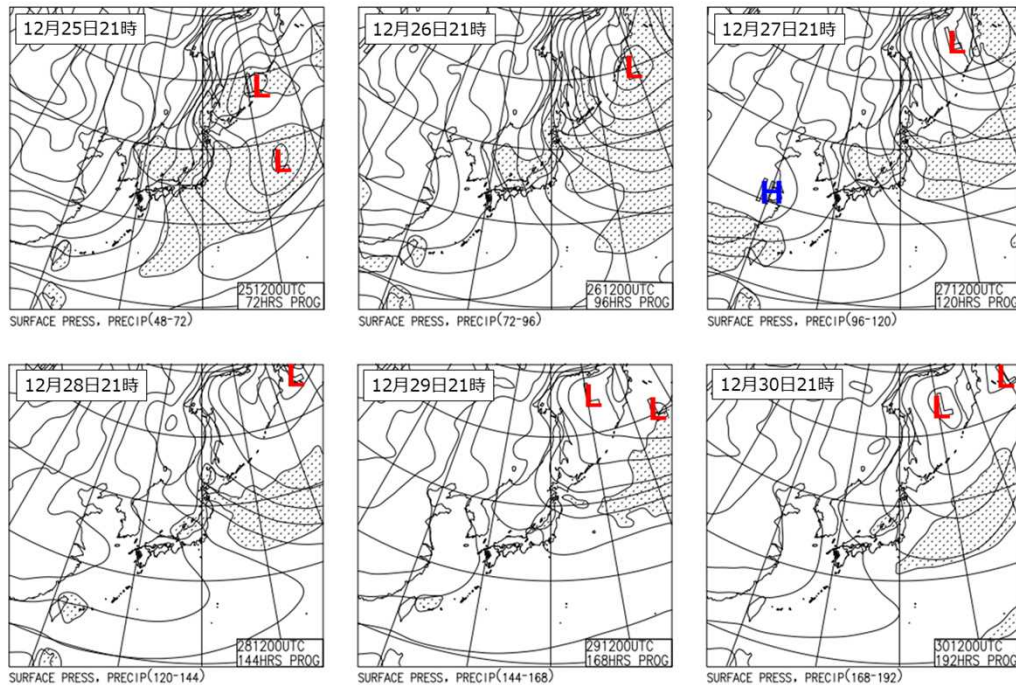 12月25日21時
L
L
251200UTC
72HRS PROG
SURFACE PRESS, PRECIP(48-72)
12月26日21時
L
261200UTC
96HRS PROG
SURFACE PRESS, PRECIP(72-96)
12月27日21時
L
H
271200UTC
120HRS PROG
SURFACE PRESS, PRECIP(96-120)
12月28日21時
L
281200UTC
144HRS PROG
SURFACE PRESS, PRECIP(120-144)
12月29日21時
L
L
291200UTC
168HRS PROG
SURFACE PRESS, PRECIP(144-168)
12月30日21時
L
L
301200UTC
192HRS PROG
SURFACE PRESS, PRECIP(168-192)